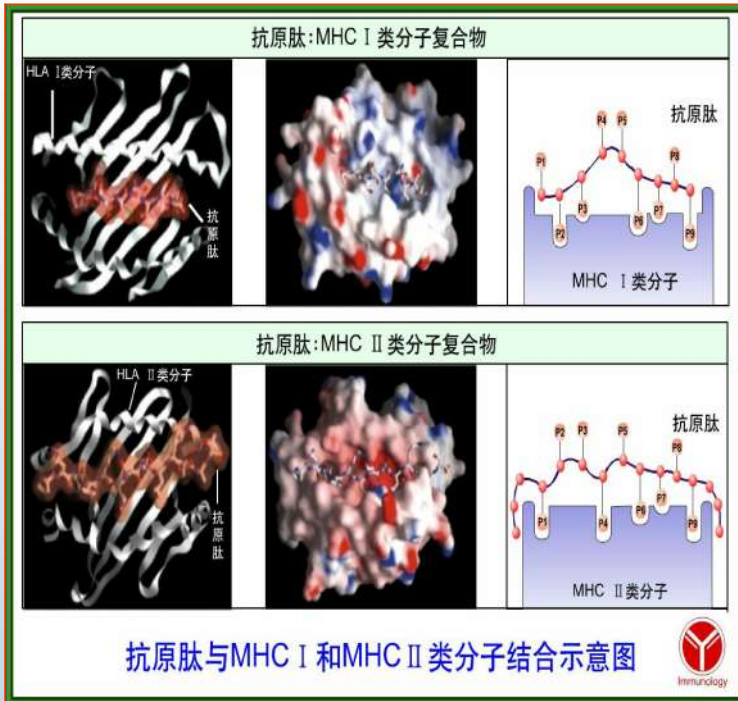 抗原肽:MHC Ⅰ类分子复合物
HLA Ⅰ类分子
抗原肽
P1
P2
P3
P4
P5
P6
P7
P8
P9
抗原肽
MHC Ⅰ 类分子
抗原肽:MHC Ⅱ类分子复合物
HLA Ⅱ类分子
抗原肽
P1
P2
P3
P4
P5
P6
P7
P8
P9
抗原肽
MHC Ⅱ类分子
抗原肽与MHCⅠ和MHCⅡ类分子结合示意图
Immunology